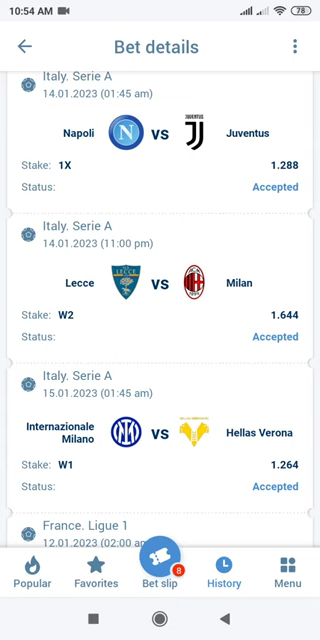 10:54 AM
78
Bet details
Italy. Serie A
14.01.2023 (01:45 am)
Napoli VS Juventus
Stake: 1X 1.288
Status: Accepted
Italy. Serie A
14.01.2023 (11:00 pm)
Lecce VS Milan
Stake: W2 1.644
Status: Accepted
Italy. Serie A
15.01.2023 (01:45 am)
Internazionale
Milano VS Hellas Verona
Stake: W1 1.264
Status: Accepted
France. Ligue 1
12.01.2023 (02:00 am)
8
Popular Favorites Bet slip History Menu